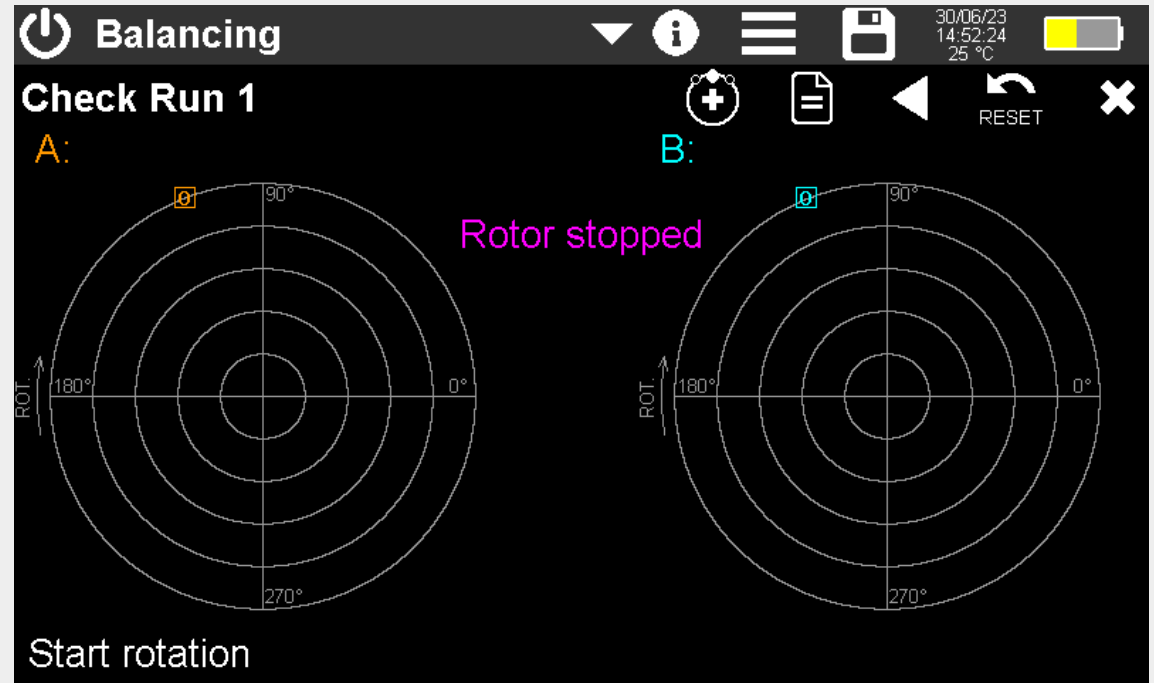 Balancing
i
30/06/23
14:52:24
25 °C
Check Run 1
RESET
A:
B:
0
90°
0
90°
Rotor stopped
ROT.
180°
0°
ROT.
180°
0°
270°
270°
Start rotation